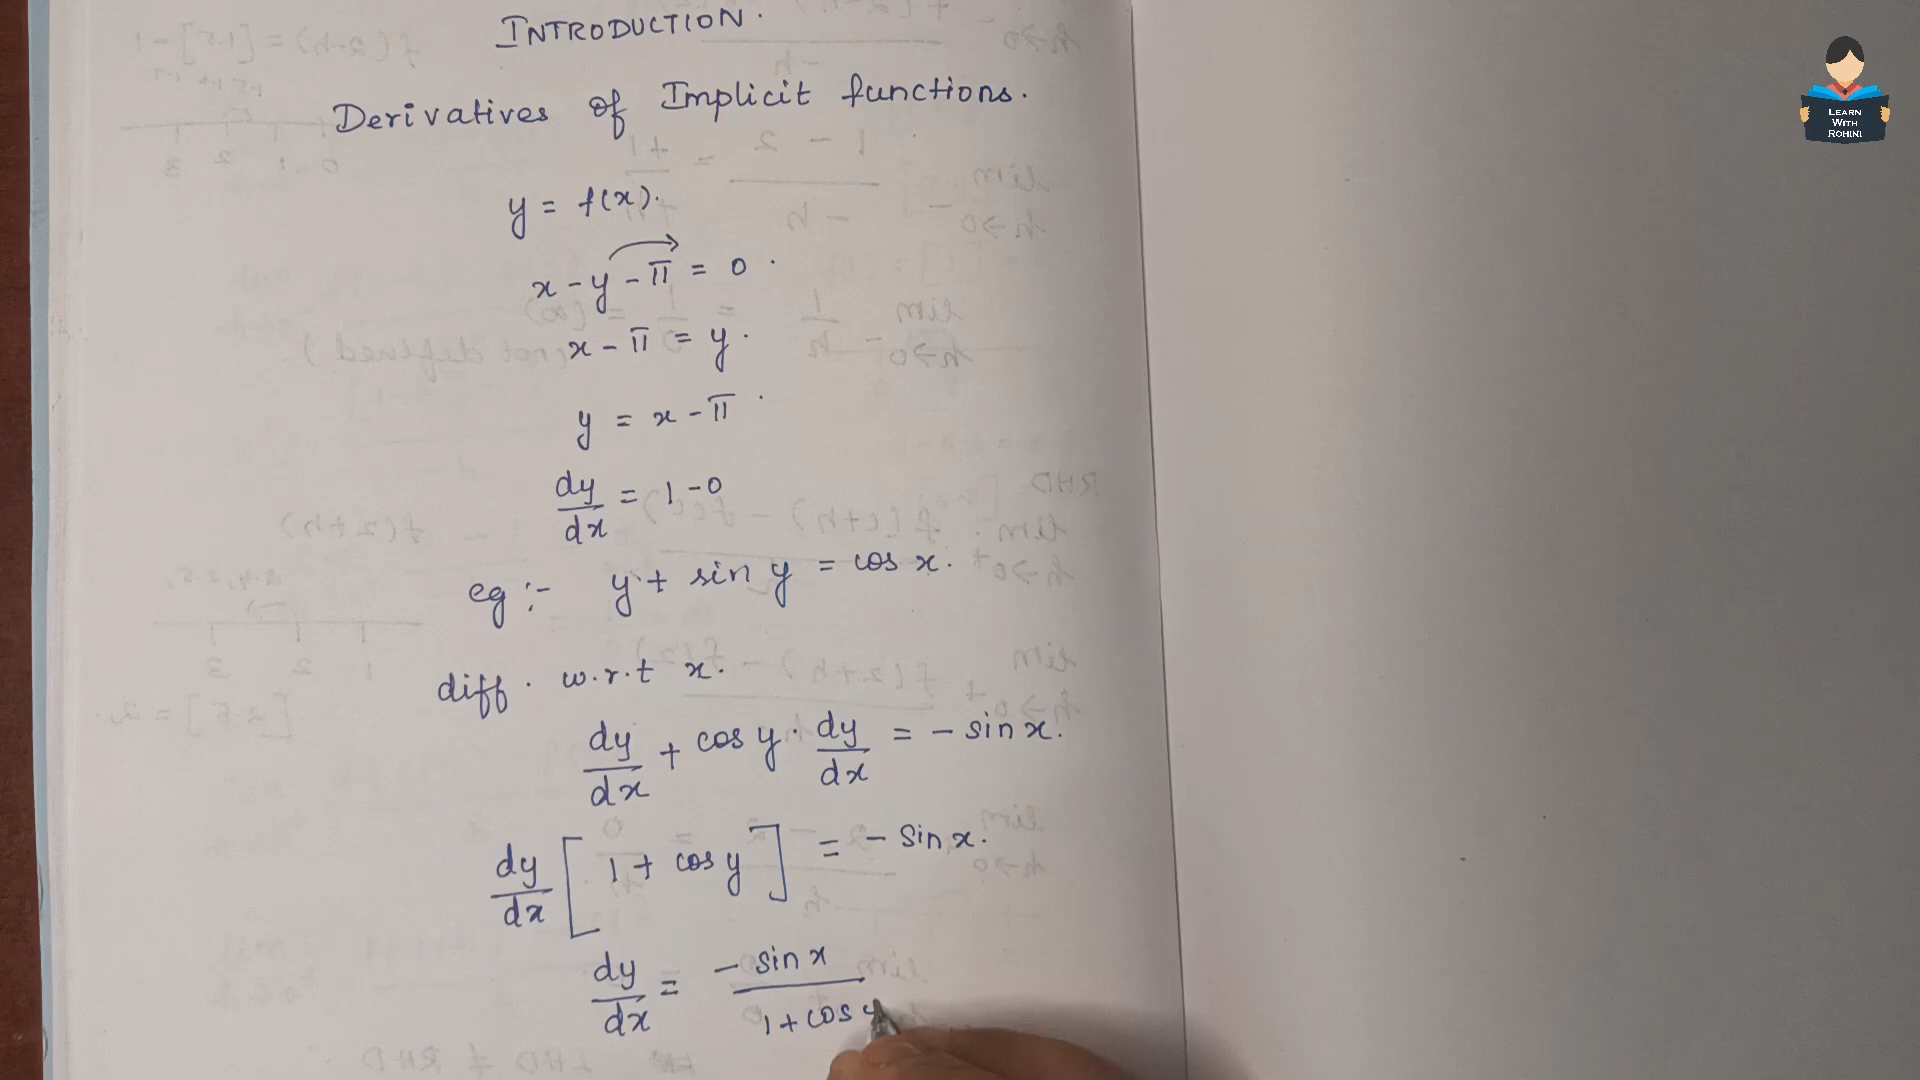 INTRODUCTION.
Derivatives of Implicit functions.
y = f(x).
x - y - π = 0.
x - π = y.
y = x - π.
dy/dx = 1 - 0
eg :- y + sin y = cos x.
diff. w.r.t x.
dy/dx + cos y . dy/dx = - sin x.
dy/dx [ 1 + cos y ] = - sin x.
dy/dx = - sin x / 1 + cos y
LEARN
WITH
ROHINI